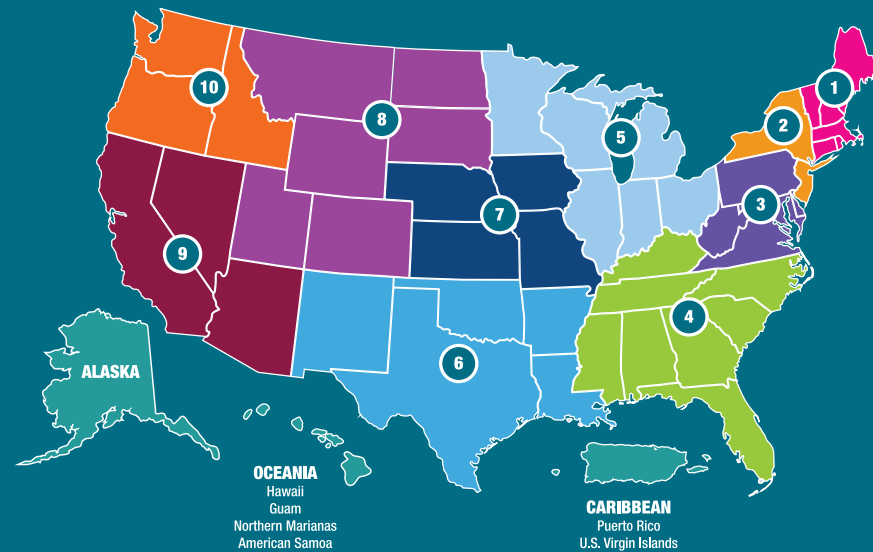 1
10
2
8
5
3
7
9
4
6
ALASKA
OCEANIA
Hawaii
Guam
Northern Marianas
American Samoa
CARIBBEAN
Puerto Rico
U.S. Virgin Islands